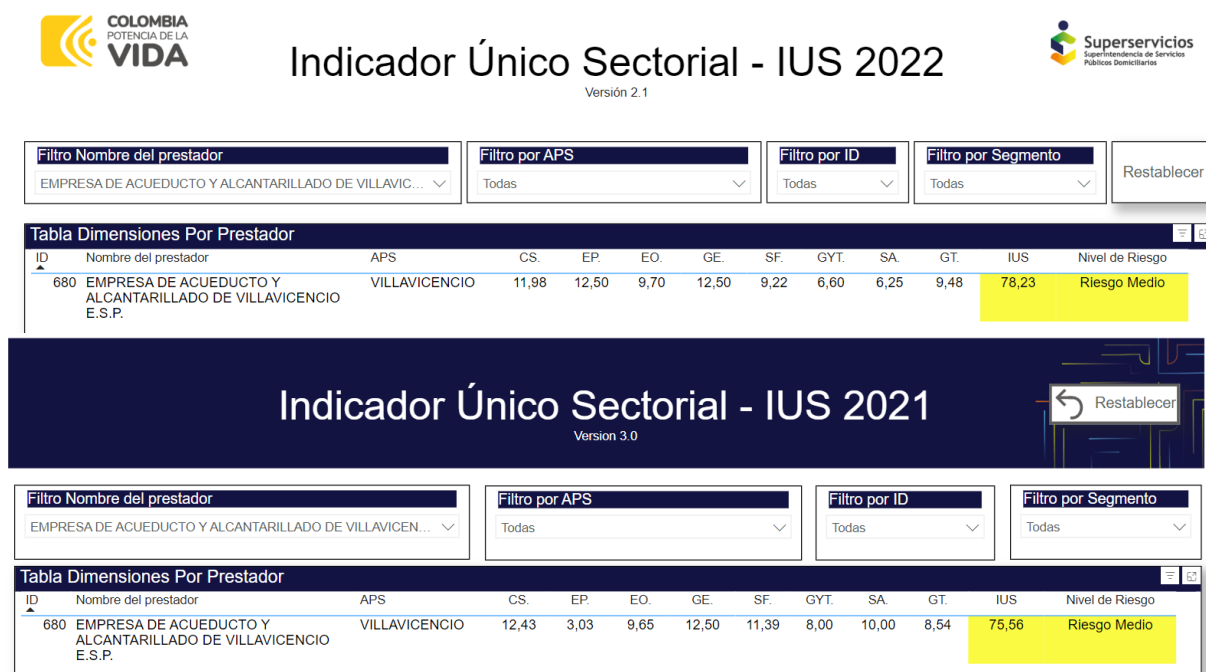 COLOMBIA
POTENCIA DE LA
VIDA
Indicador Único Sectorial - IUS 2022
Versión 2.1
Superservicios
Superintendencia de Servicios
Públicos Domiciliarios
Filtro Nombre del prestador
EMPRESA DE ACUEDUCTO Y ALCANTARILLADO DE VILLAVIC...
Filtro por APS
Todas
Filtro por ID
Todas
Filtro por Segmento
Todas
Restablecer
Tabla Dimensiones Por Prestador
ID Nombre del prestador APS CS. EP. EO. GE. SF. GYT. SA. GT. IUS Nivel de Riesgo
680 EMPRESA DE ACUEDUCTO Y VILLAVICENCIO 11,98 12,50 9,70 12,50 9,22 6,60 6,25 9,48 78,23 Riesgo Medio
ALCANTARILLADO DE VILLAVICENCIO
E.S.P.
Indicador Único Sectorial - IUS 2021
Version 3.0
Restablecer
Filtro Nombre del prestador
EMPRESA DE ACUEDUCTO Y ALCANTARILLADO DE VILLAVICEN...
Filtro por APS
Todas
Filtro por ID
Todas
Filtro por Segmento
Todas
Tabla Dimensiones Por Prestador
ID Nombre del prestador APS CS. EP. EO. GE. SF. GYT. SA. GT. IUS Nivel de Riesgo
680 EMPRESA DE ACUEDUCTO Y VILLAVICENCIO 12,43 3,03 9,65 12,50 11,39 8,00 10,00 8,54 75,56 Riesgo Medio
ALCANTARILLADO DE VILLAVICENCIO
E.S.P.